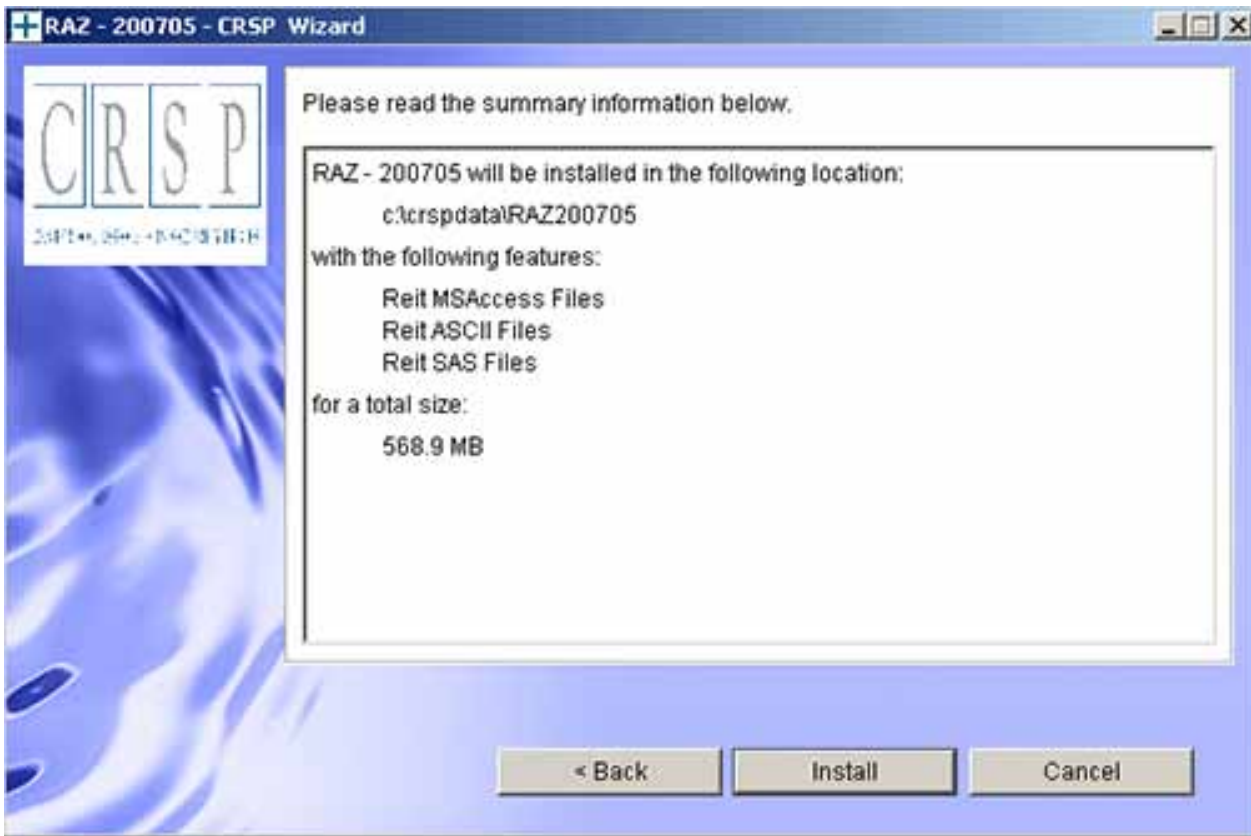 RAZ - 200705 - CRSP Wizard
CRSP
Please read the summary information below.
RAZ - 200705 will be installed in the following location:
c:\crspdata\RAZ200705
with the following features:
Reit MSAccess Files
Reit ASCII Files
Reit SAS Files
for a total size:
568.9 MB
< Back
Install
Cancel